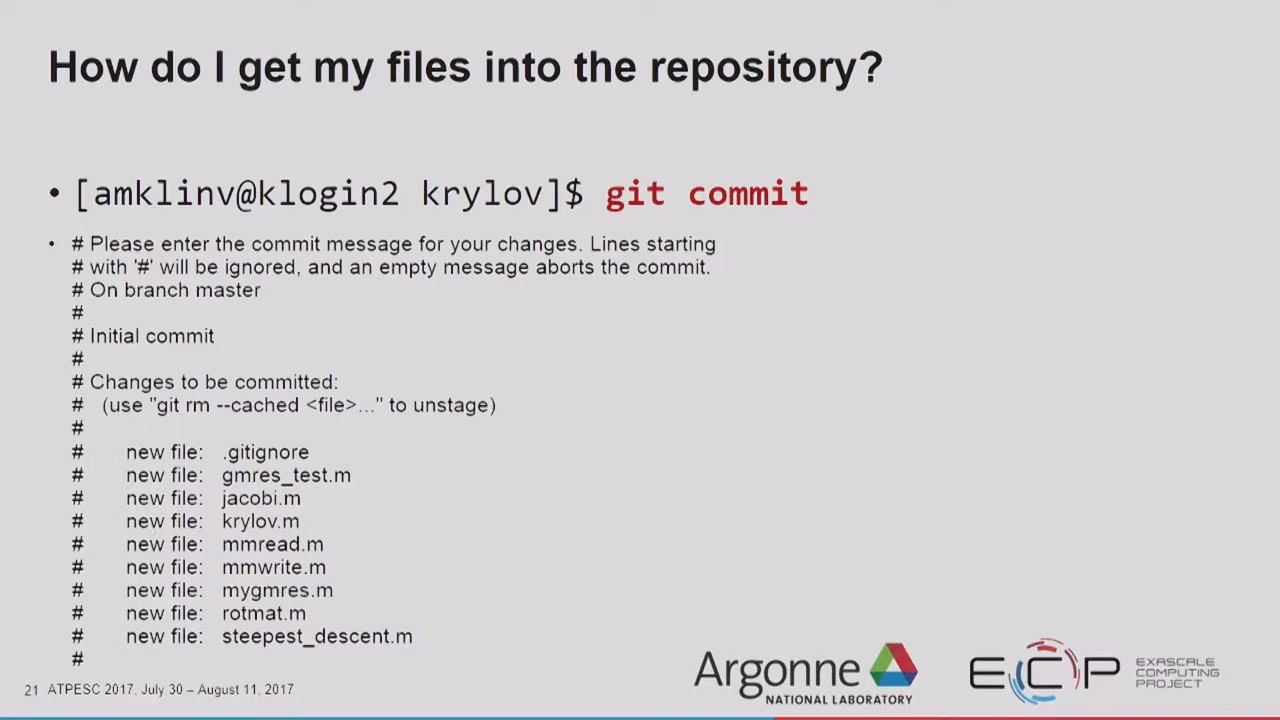 How do I get my files into the repository?
• [amklinv@klogin2 krylov]$ git commit
• # Please enter the commit message for your changes. Lines starting
# with '#' will be ignored, and an empty message aborts the commit.
# On branch master
#
# Initial commit
#
# Changes to be committed:
# (use "git rm --cached <file>..." to unstage)
#
# new file: .gitignore
# new file: gmres_test.m
# new file: jacobi.m
# new file: krylov.m
# new file: mmread.m
# new file: mmwrite.m
# new file: mygmres.m
# new file: rotmat.m
# new file: steepest_descent.m
#
21 ATPESC 2017, July 30 – August 11, 2017
Argonne
NATIONAL LABORATORY
ECP
EXASCALE
COMPUTING
PROJECT